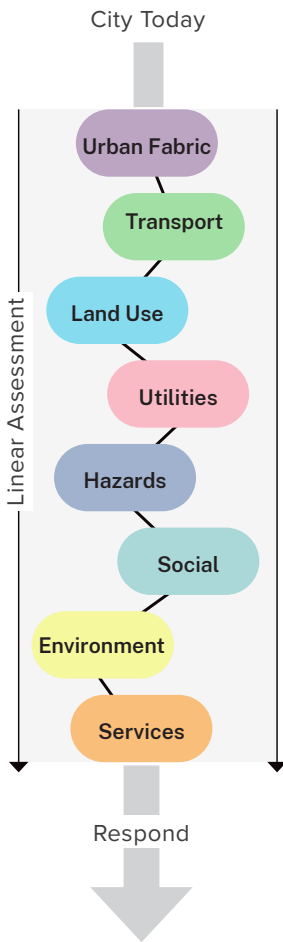 City Today
Urban Fabric
Transport
Land Use
Utilities
Linear Assessment
Hazards
Social
Environment
Services
Respond